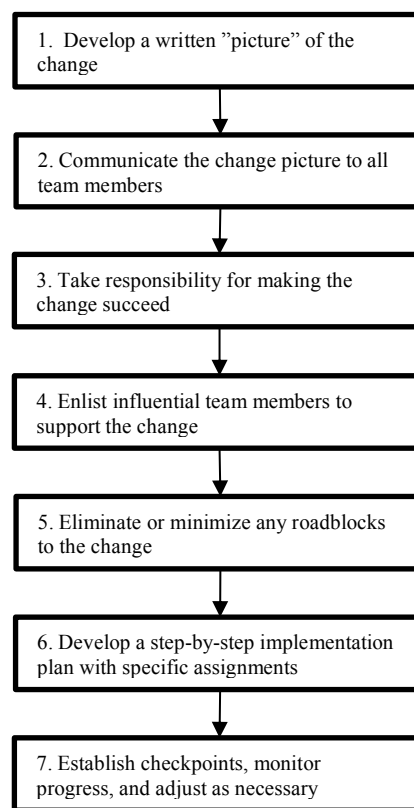 1. Develop a written ”picture” of the
change
2. Communicate the change picture to all
team members
3. Take responsibility for making the
change succeed
4. Enlist influential team members to
support the change
5. Eliminate or minimize any roadblocks
to the change
6. Develop a step-by-step implementation
plan with specific assignments
7. Establish checkpoints, monitor
progress, and adjust as necessary